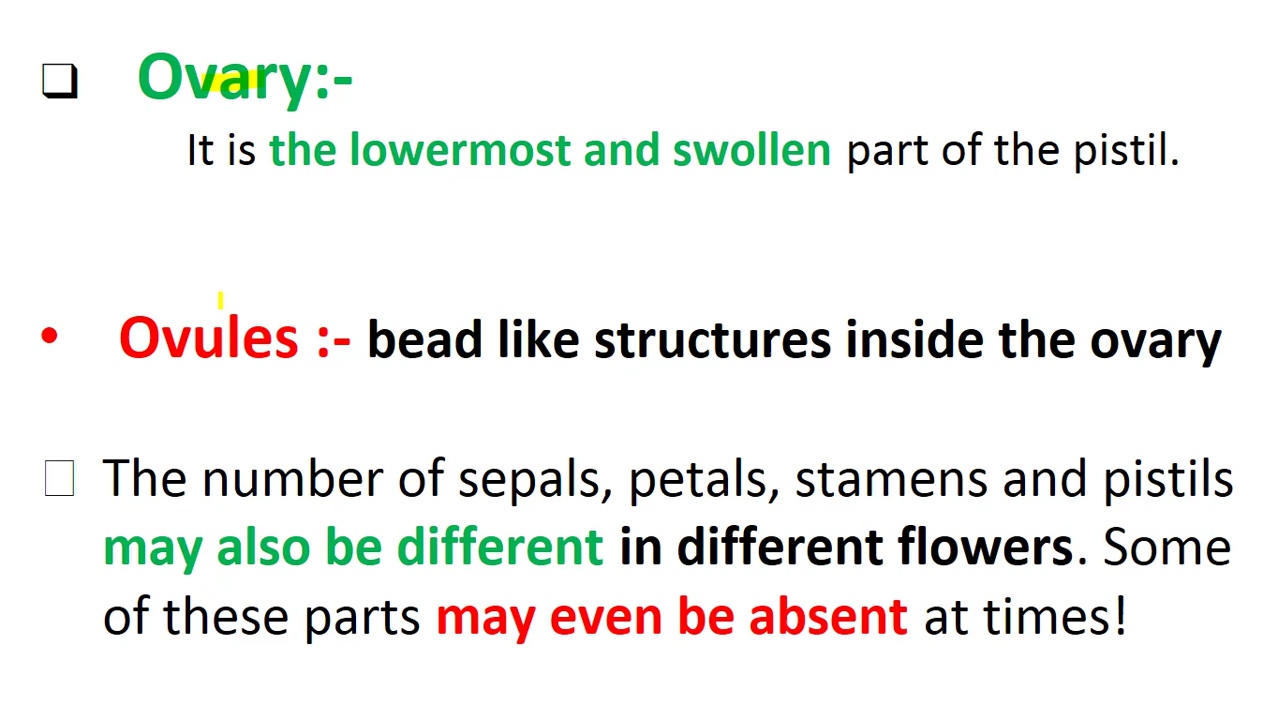 ❑ Ovary:-
It is the lowermost and swollen part of the pistil.
• Ovules :- bead like structures inside the ovary
The number of sepals, petals, stamens and pistils
may also be different in different flowers. Some
of these parts may even be absent at times!